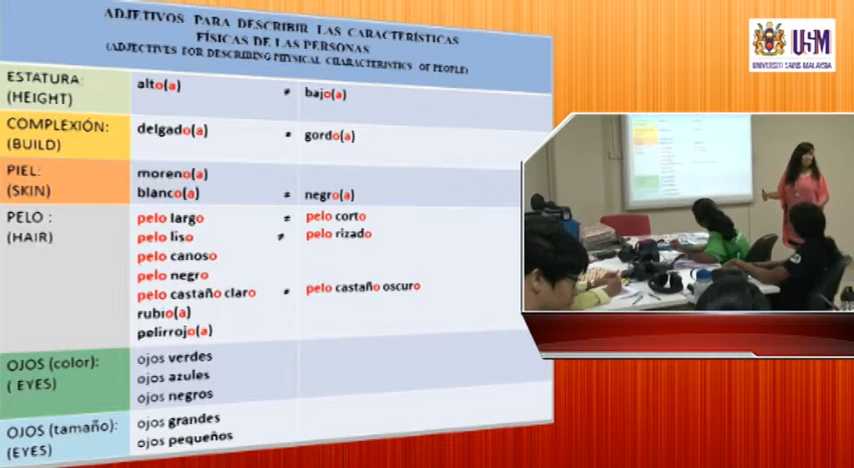 ADJETIVOS PARA DESCRIBIR LAS CARACTERÍSTICAS
FÍSICAS DE LAS PERSONAS
(ADJECTIVES FOR DESCRIBING PHYSICAL CHARACTERISTICS OF PEOPLE)
ESTATURA:
(HEIGHT)
alto(a) ≠ bajo(a)
COMPLEXIÓN:
(BUILD)
delgado(a) ≠ gordo(a)
PIEL:
(SKIN)
moreno(a)
blanco(a) ≠ negro(a)
PELO :
(HAIR)
pelo largo ≠ pelo corto
pelo liso ≠ pelo rizado
pelo canoso
pelo negro
pelo castaño claro ≠ pelo castaño oscuro
rubio(a)
pelirrojo(a)
OJOS (color):
( EYES)
ojos verdes
ojos azules
ojos negros
OJOS (tamaño):
(EYES)
ojos grandes
ojos pequeños
USM
UNIVERSITI SAINS MALAYSIA